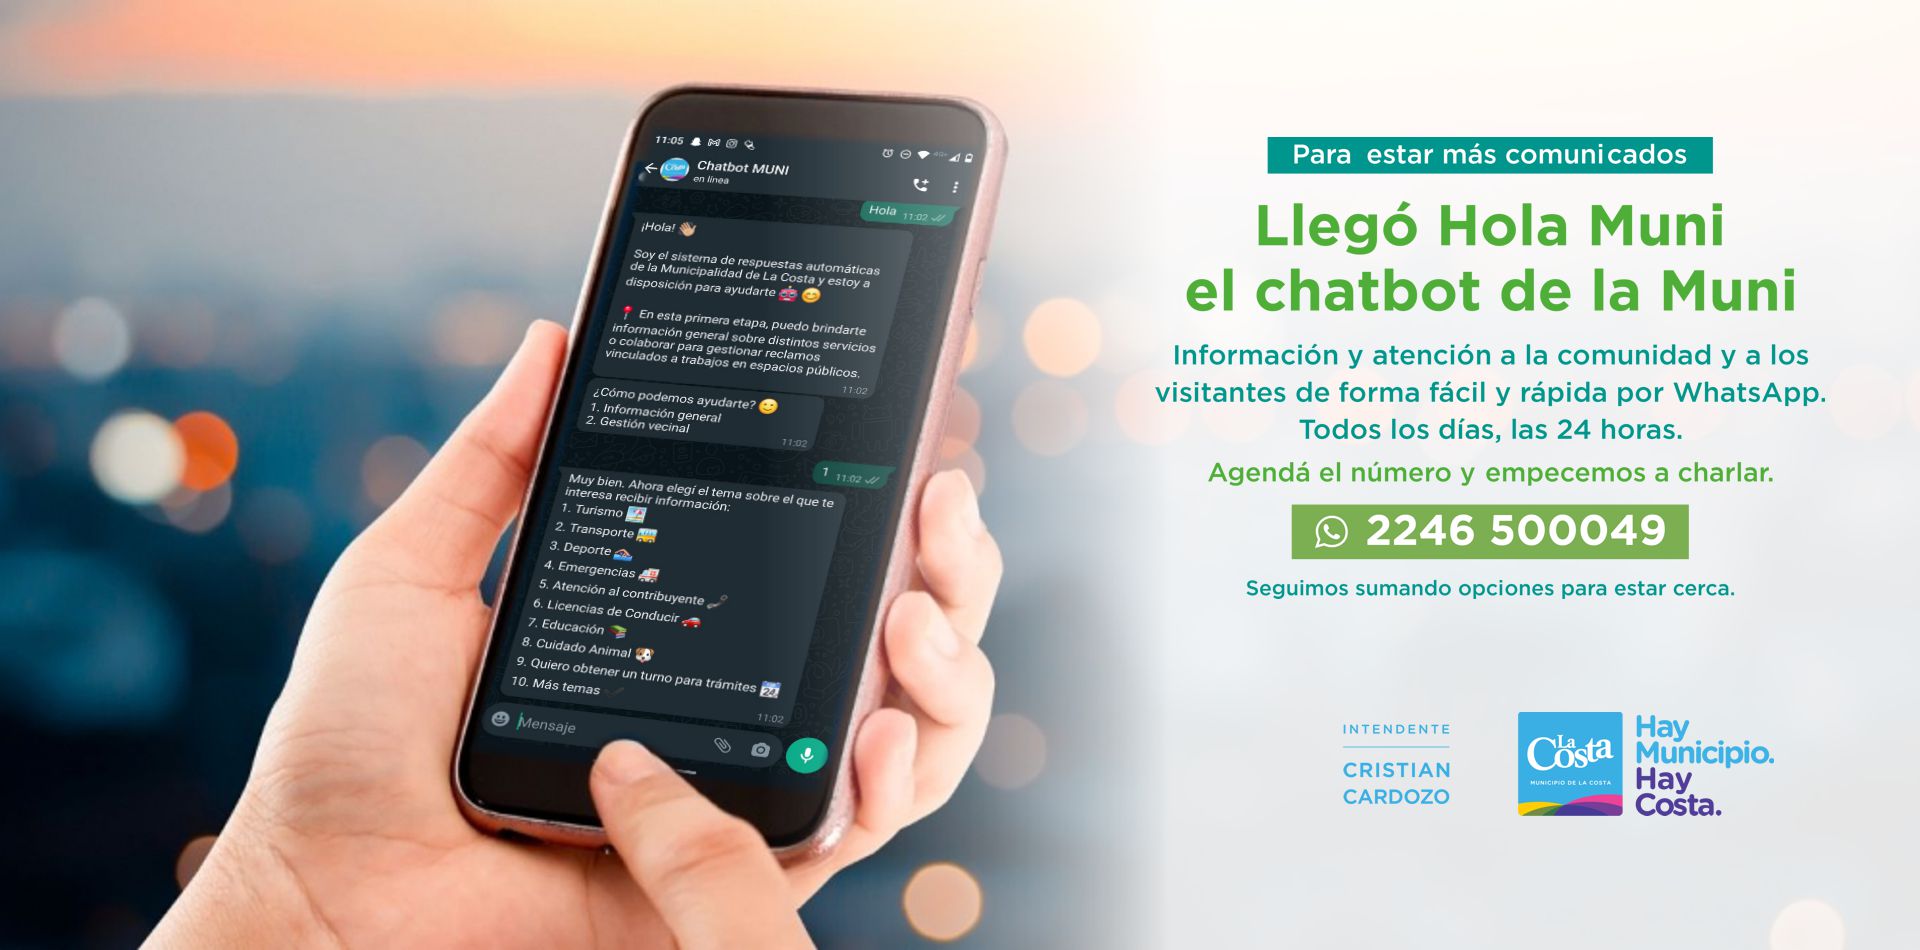 11:05
Chatbot MUNI
en línea
Hola 11:02
¡Hola!
Soy el sistema de respuestas automáticas
de la Municipalidad de La Costa y estoy a
disposición para ayudarte
En esta primera etapa, puedo brindarte
información general sobre distintos servicios
o colaborar para gestionar reclamos
vinculados a trabajos en espacios públicos.
11:02
¿Cómo podemos ayudarte?
1. Información general
2. Gestión vecinal
11:02
1 11:02
Muy bien. Ahora elegí el tema sobre el que te
interesa recibir información:
1. Turismo
2. Transporte
3. Deporte
4. Emergencias
5. Atención al contribuyente
6. Licencias de Conducir
7. Educación
8. Cuidado Animal
9. Quiero obtener un turno para trámites
10. Más temas
11:02
Mensaje
Para estar más comunicados
Llegó Hola Muni
el chatbot de la Muni
Información y atención a la comunidad y a los
visitantes de forma fácil y rápida por WhatsApp.
Todos los días, las 24 horas.
Agendá el número y empecemos a charlar.
2246 500049
Seguimos sumando opciones para estar cerca.
INTENDENTE
CRISTIAN
CARDOZO
La
Costa
MUNICIPIO DE LA COSTA
Hay
Municipio.
Hay
Costa.